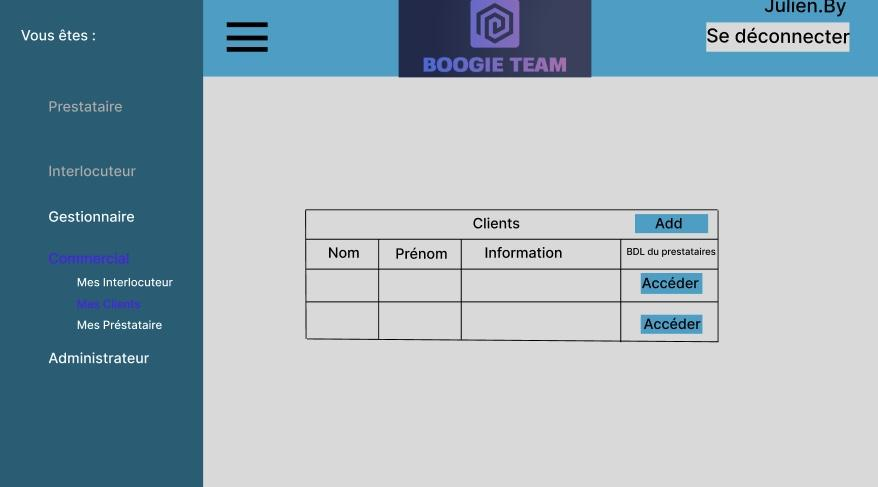 Vous êtes :
Prestataire
Interlocuteur
Gestionnaire
Commercial
Mes Interlocuteur
Mes Clients
Mes Préstataire
Administrateur
BOOGIE TEAM
Julien.By
Se déconnecter
Clients Add
Nom Prénom Information BDL du prestataires
Accéder
Accéder